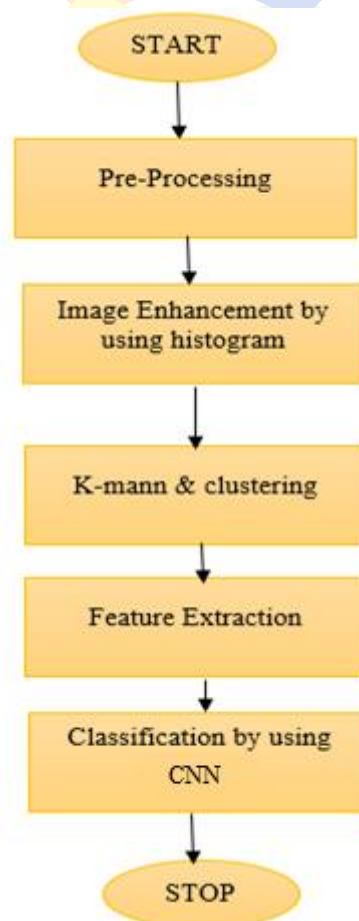 START
Pre-Processing
Image Enhancement by
using histogram
K-mann & clustering
Feature Extraction
Classification by using
CNN
STOP